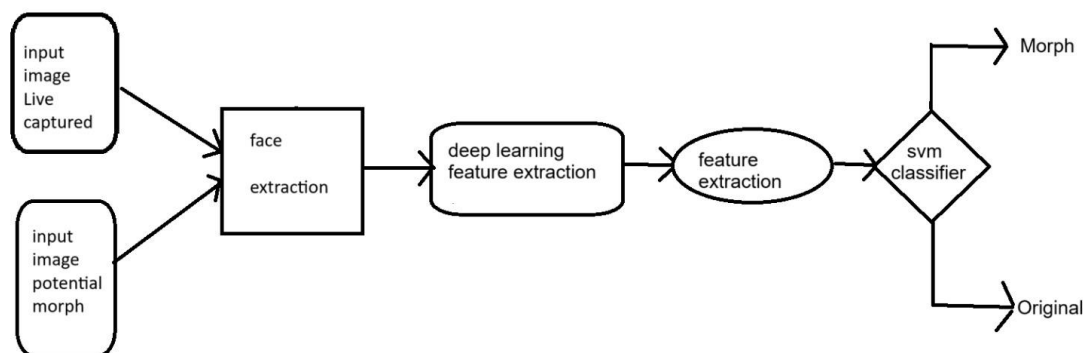 input
image
Live
captured
input
image
potential
morph
face
extraction
deep learning
feature extraction
feature
extraction
svm
classifier
Morph
Original